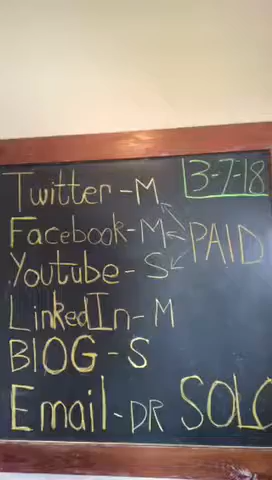 3-7-18
Twitter - M
Facebook - M PAID
Youtube - S
LinkedIn - M
BlOG - S
Email - DR SOLO